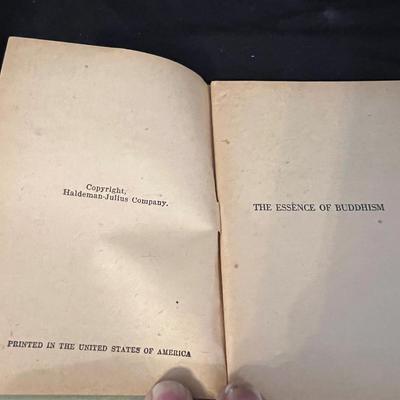 Copyright,
Haldeman-Julius Company.
PRINTED IN THE UNITED STATES OF AMERICA
THE ESSENCE OF BUDDHISM